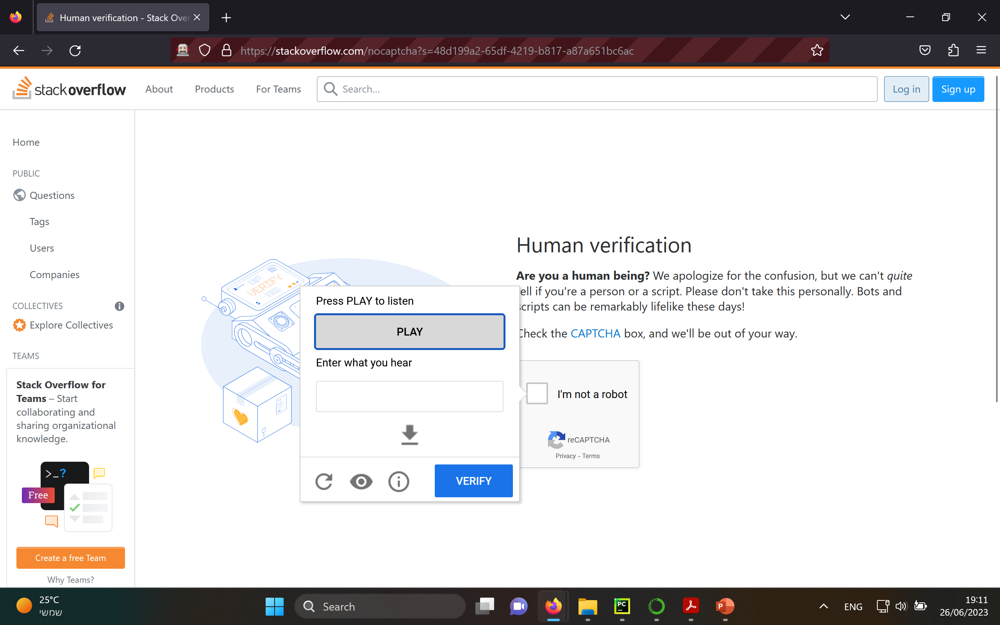 Human verification - Stack Over
https://stackoverflow.com/nocaptcha?s=48d199a2-65df-4219-b817-a87a651bc6ac
stackoverflow
About
Products
For Teams
Search...
Log in
Sign up
Home
PUBLIC
Questions
Tags
Users
Companies
COLLECTIVES
Explore Collectives
TEAMS
Stack Overflow for
Teams – Start
collaborating and
sharing organizational
knowledge.
>_?
Free
Create a free Team
Why Teams?
VERIFY
Human verification
Are you a human being? We apologize for the confusion, but we can't quite
ell if you're a person or a script. Please don't take this personally. Bots and
cripts can be remarkably lifelike these days!
Check the CAPTCHA box, and we'll be out of your way.
Press PLAY to listen
PLAY
Enter what you hear
VERIFY
I'm not a robot
reCAPTCHA
Privacy - Terms
25°C
שמשי
Search
PC
P
ENG
19:11
26/06/2023